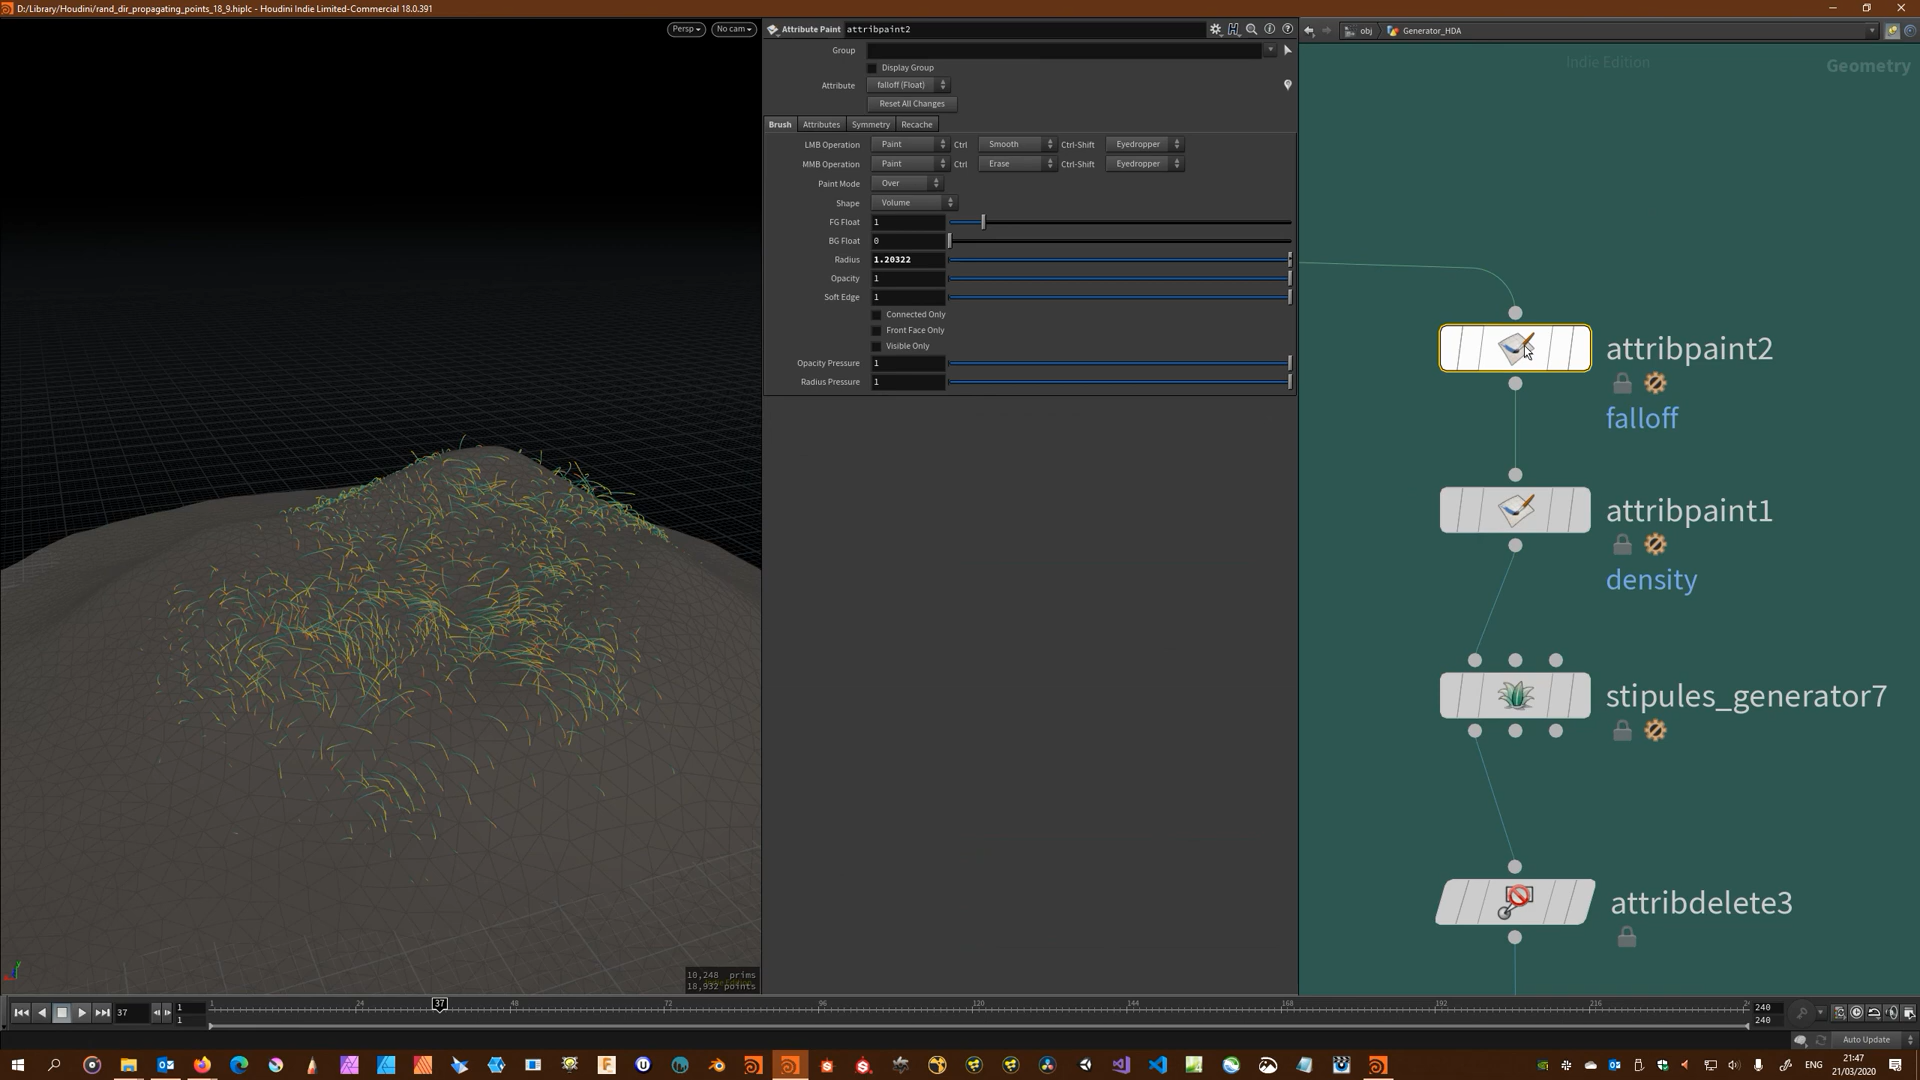 D:/Library/Houdini/rand_dir_propagating_points_18_9.hiplc - Houdini Indie Limited-Commercial 18.0.391
Persp
No cam
Attribute Paint attribpaint2
Group
Display Group
Attribute falloff (Float)
Reset All Changes
Brush Attributes Symmetry Recache
LMB Operation Paint Ctrl Smooth Ctrl-Shift Eyedropper
MMB Operation Paint Ctrl Erase Ctrl-Shift Eyedropper
Paint Mode Over
Shape Volume
FG Float 1
BG Float 0
Radius 1.20322
Opacity 1
Soft Edge 1
Connected Only
Front Face Only
Visible Only
Opacity Pressure 1
Radius Pressure 1
obj Generator_HDA
Indie Edition
Geometry
attribpaint2
falloff
attribpaint1
density
stipules_generator7
attribdelete3
10,248 prims
18,932 points
37
1
1
1 24 37 48 72 96 120 144 168 192 216
240
240
Auto Update
ENG
21:47
21/03/2020